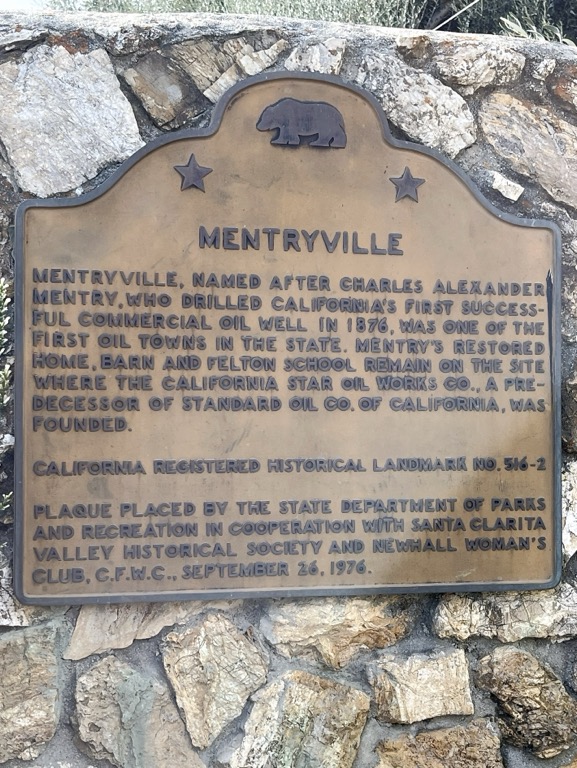 MENTRYVILLE
MENTRYVILLE, NAMED AFTER CHARLES ALEXANDER
MENTRY, WHO DRILLED CALIFORNIA'S FIRST SUCCESS-
FUL COMMERCIAL OIL WELL IN 1876, WAS ONE OF THE
FIRST OIL TOWNS IN THE STATE. MENTRY'S RESTORED
HOME, BARN AND FELTON SCHOOL REMAIN ON THE SITE
WHERE THE CALIFORNIA STAR OIL WORKS CO., A PRE-
DECESSOR OF STANDARD OIL CO. OF CALIFORNIA, WAS
FOUNDED.
CALIFORNIA REGISTERED HISTORICAL LANDMARK NO. 516-2
PLAQUE PLACED BY THE STATE DEPARTMENT OF PARKS
AND RECREATION IN COOPERATION WITH SANTA CLARITA
VALLEY HISTORICAL SOCIETY AND NEWHALL WOMAN'S
CLUB, C.F.W.C., SEPTEMBER 26, 1976.